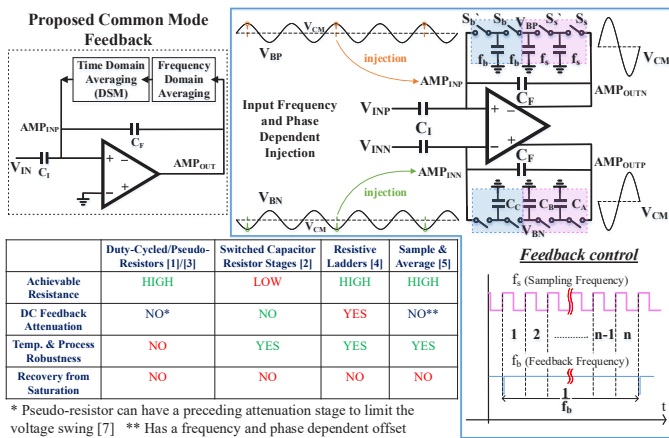 Proposed Common Mode
Feedback
Time Domain
Averaging
(DSM)
Frequency
Domain
Averaging
AMP_INP
C_F
V_IN
C_I
AMP_OUT
V_CM
V_BP
injection
AMP_INP
Input Frequency
and Phase
Dependent
Injection
V_INP
V_INN
C_I
AMP_INN
injection
V_BN
V_CM
S_b`
S_b
V_BP
S_s`
S_s
f_b
f_b
f_s
f_s
C_F
V_CM
AMP_OUTN
C_F
AMP_OUTP
V_CM
C_C
C_B
C_A
V_BN
Duty-Cycled/Pseudo-
Resistors [1]/[3]
Switched Capacitor
Resistor Stages [2]
Resistive
Ladders [4]
Sample &
Average [5]
Achievable
Resistance
HIGH
LOW
HIGH
HIGH
DC Feedback
Attenuation
NO*
NO
YES
NO**
Temp. & Process
Robustness
NO
YES
YES
YES
Recovery from
Saturation
NO
NO
NO
NO
* Pseudo-resistor can have a preceding attenuation stage to limit the
voltage swing [7] ** Has a frequency and phase dependent offset
Feedback control
f_s (Sampling Frequency)
1 2 ............ n-1 n
f_b (Feedback Frequency)
1
f_b
t